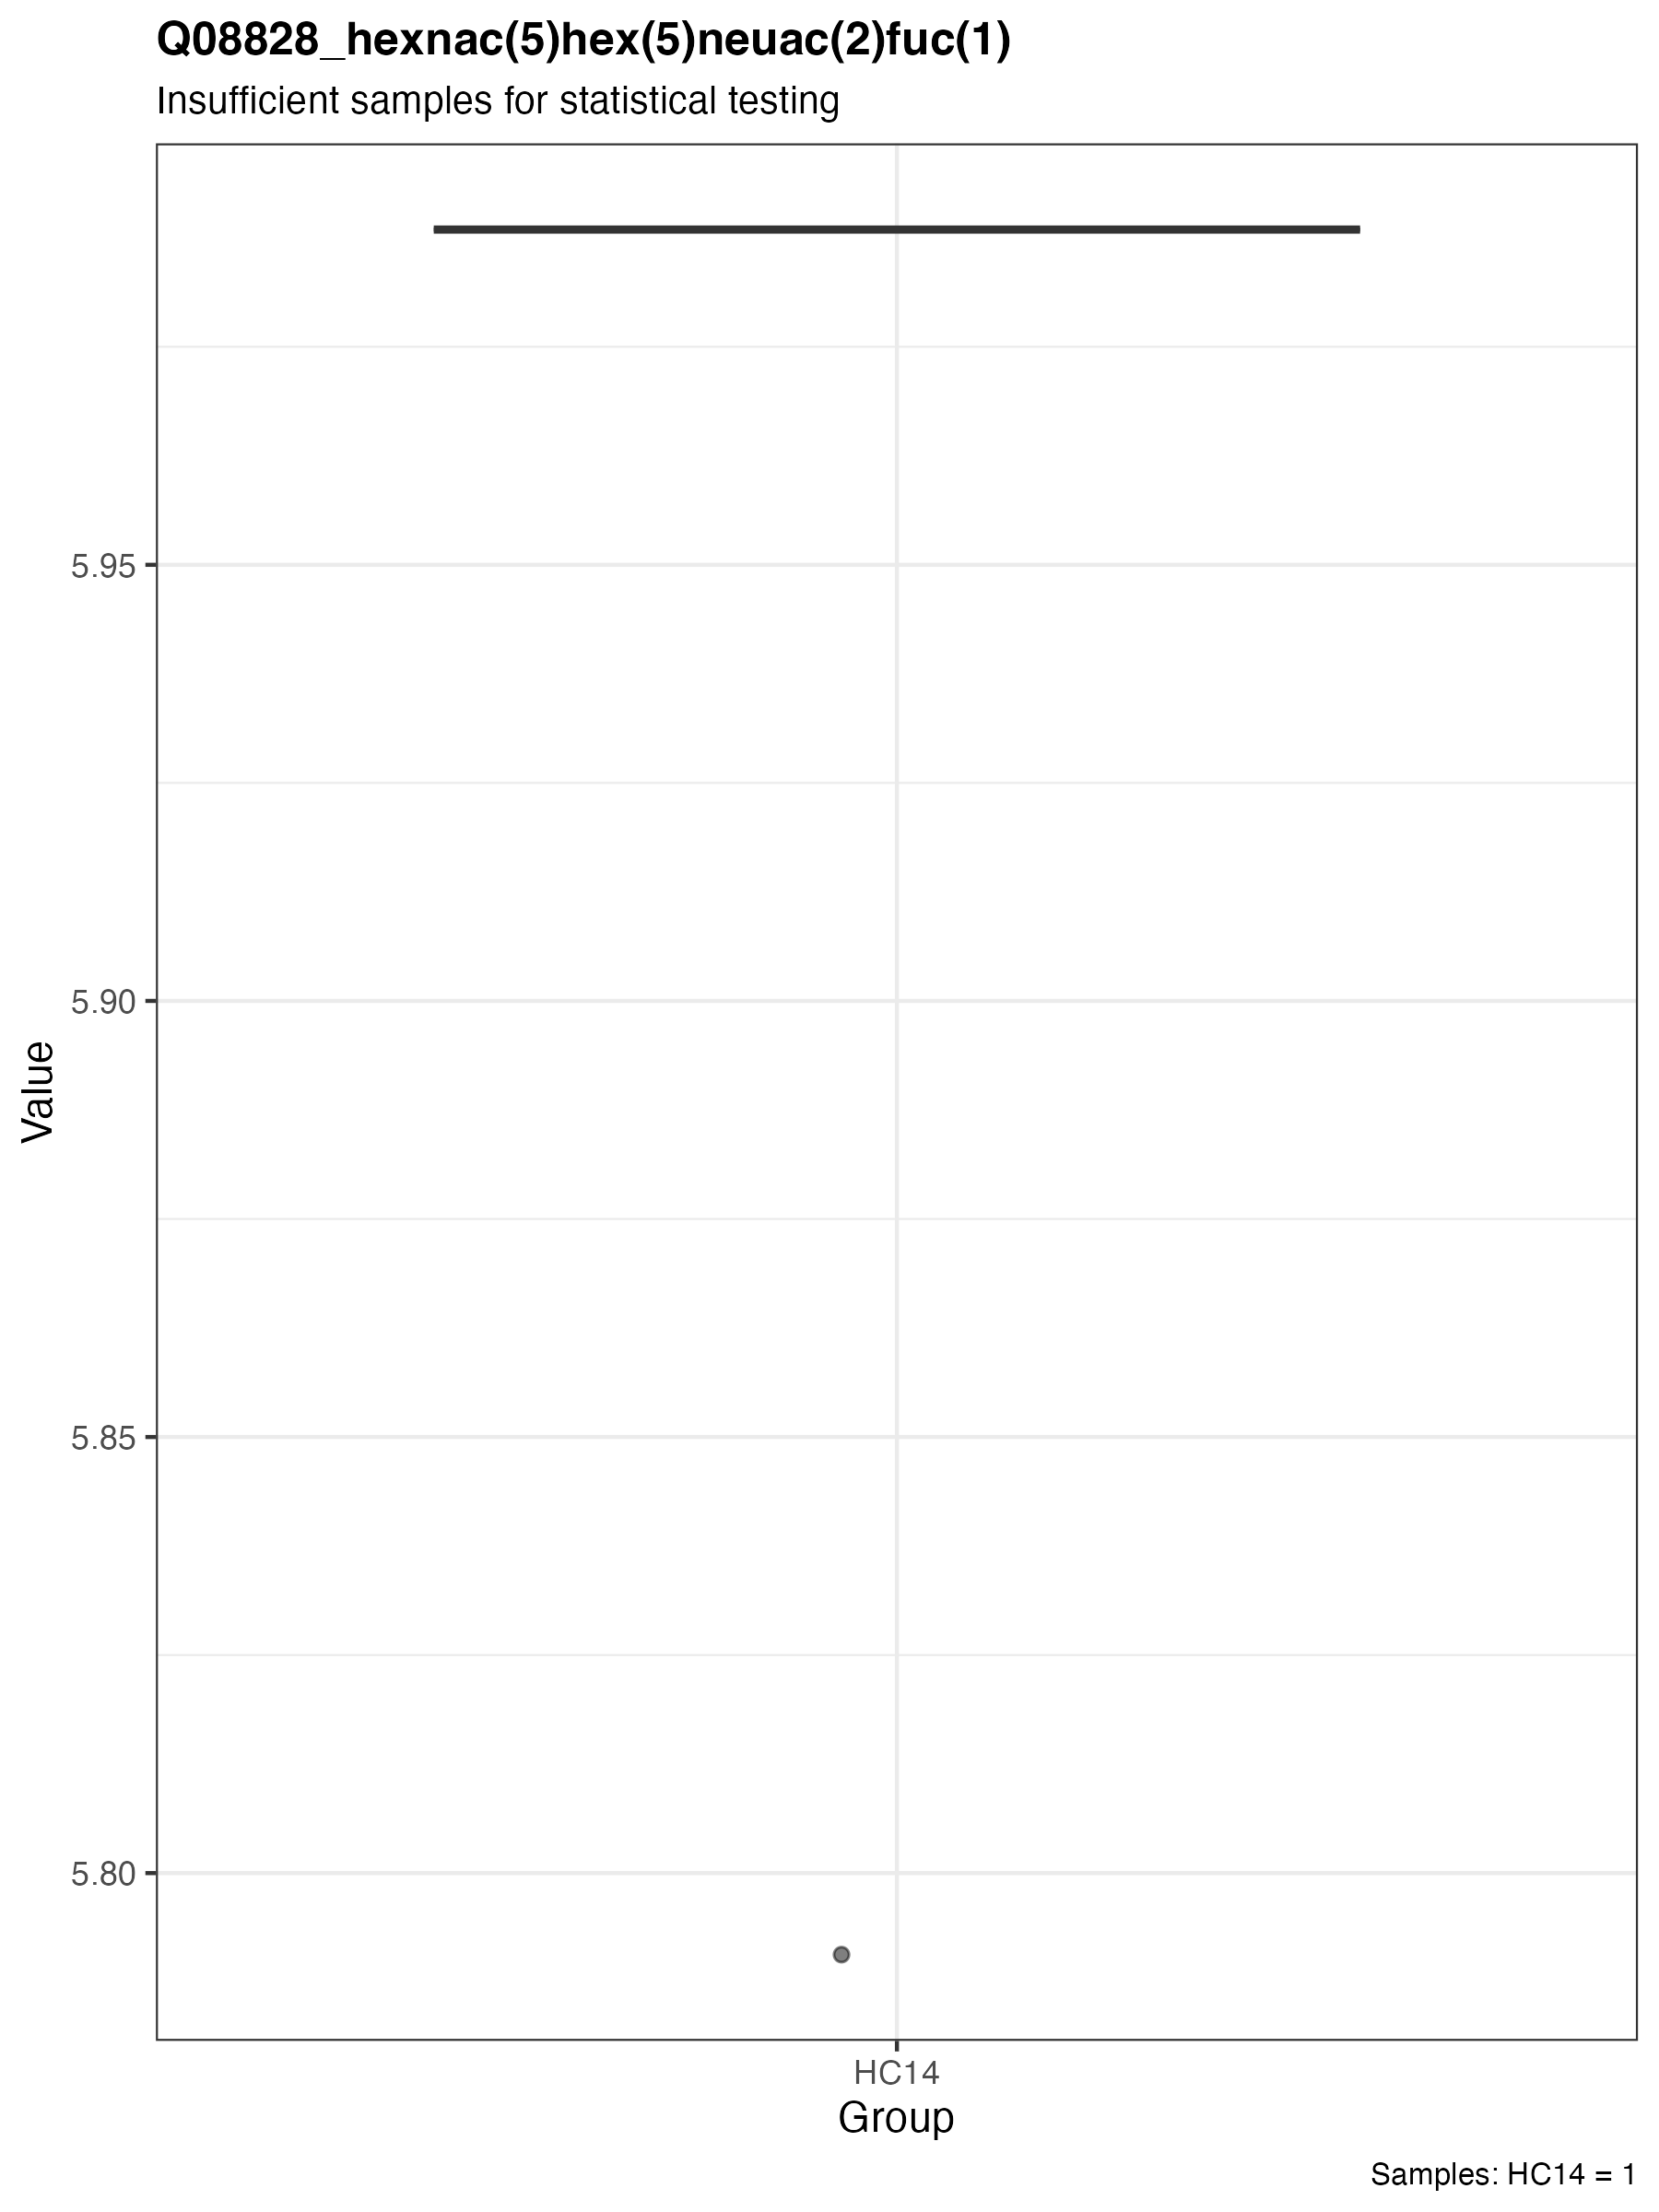 Q08828_hexnac(5)hex(5)neuac(2)fuc(1)
Insufficient samples for statistical testing
5.95
5.90
5.85
5.80
Value
HC14
Group
Samples: HC14 = 1